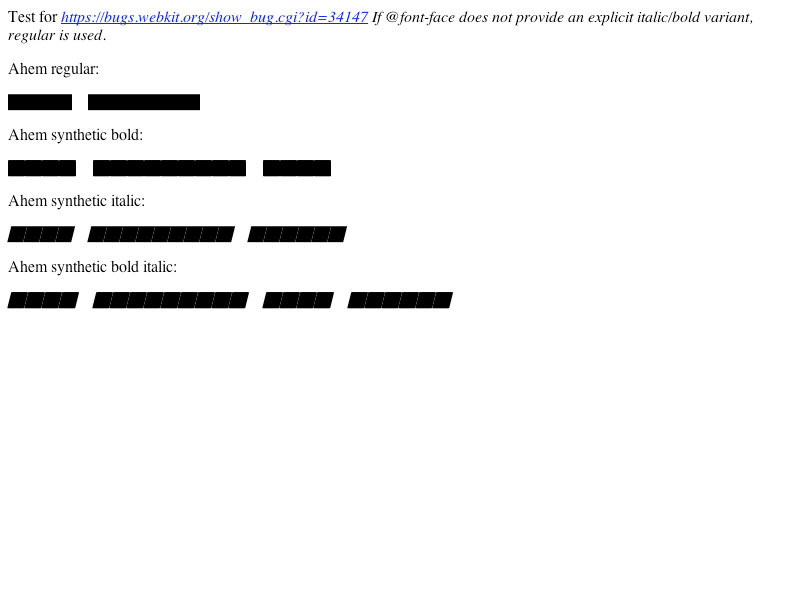 Test for https://bugs.webkit.org/show_bug.cgi?id=34147 If @font-face does not provide an explicit italic/bold variant,
regular is used.
Ahem regular:
Ahem synthetic bold:
Ahem synthetic italic:
Ahem synthetic bold italic: